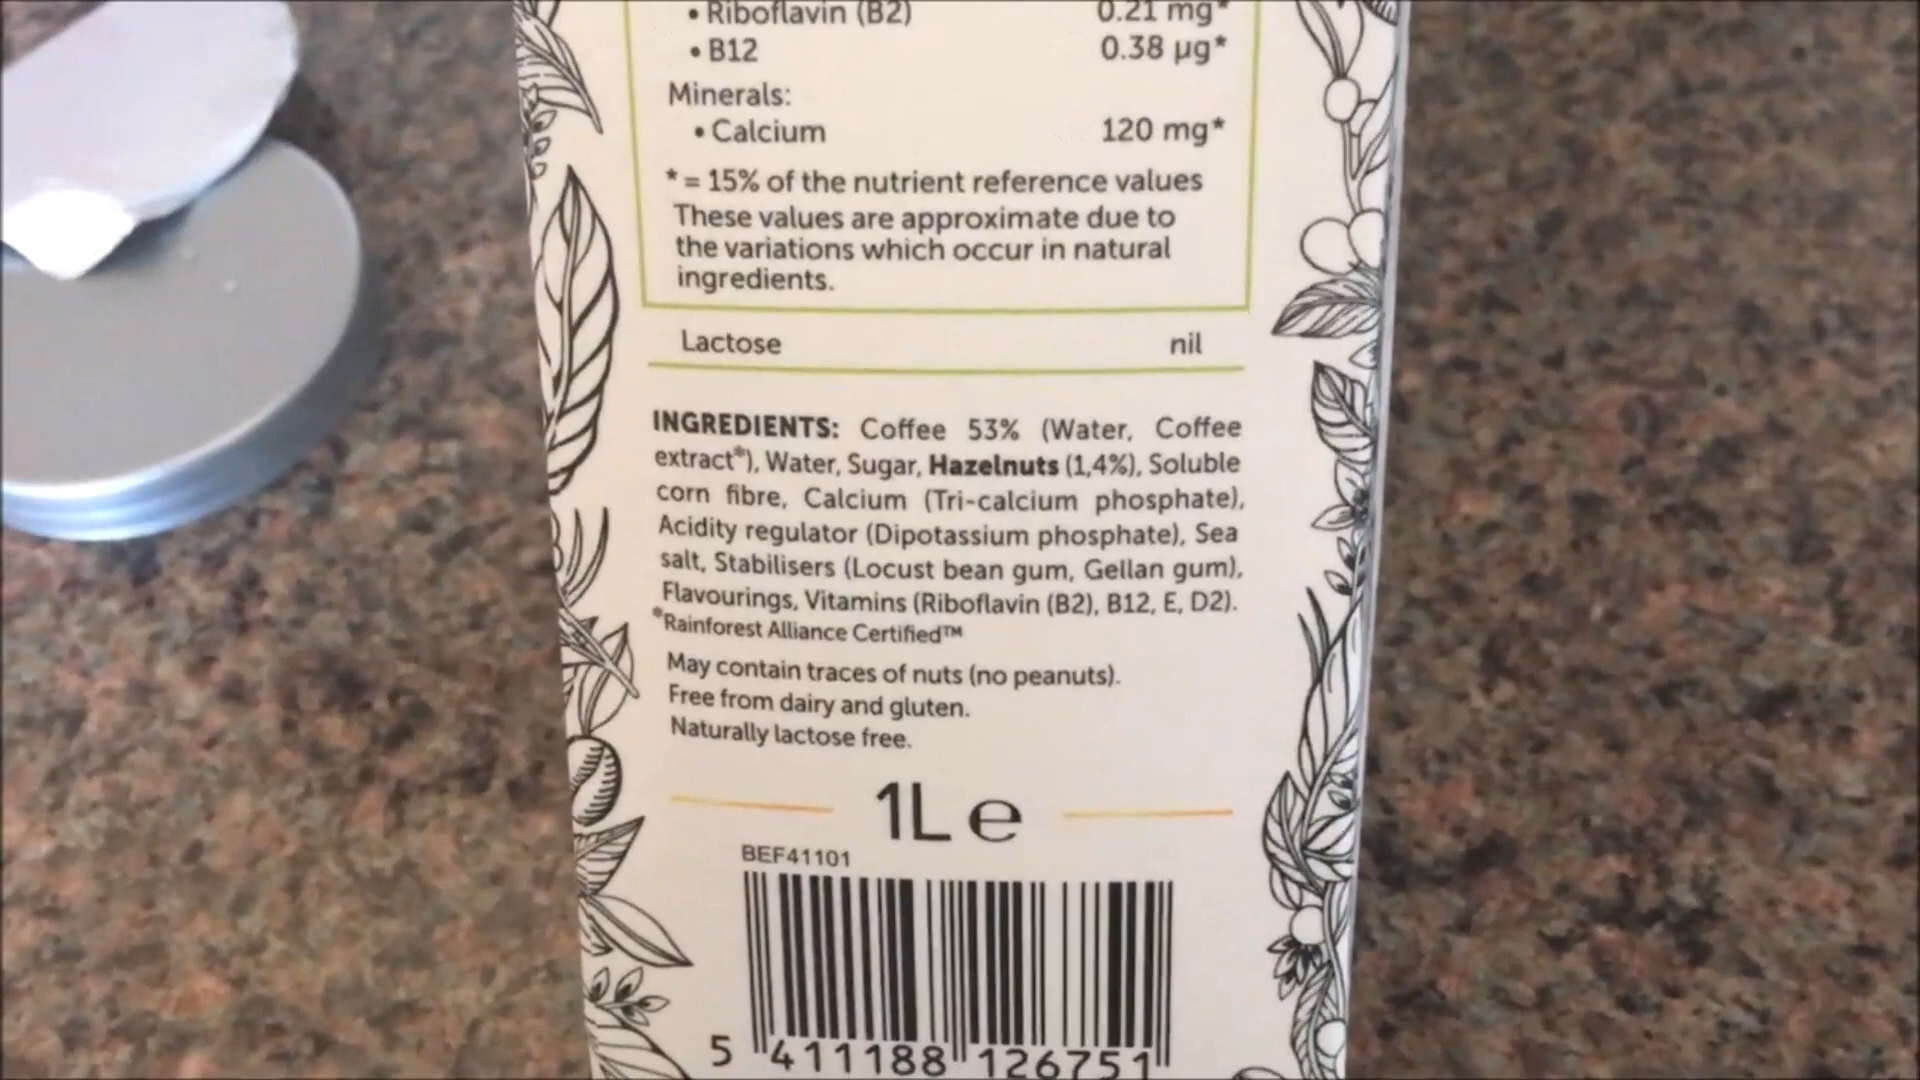 • Riboflavin (B2) 0.21 mg*
• B12 0.38 µg*
Minerals:
• Calcium 120 mg*
* = 15% of the nutrient reference values
These values are approximate due to
the variations which occur in natural
ingredients.
Lactose nil
INGREDIENTS: Coffee 53% (Water, Coffee
extract*), Water, Sugar, Hazelnuts (1,4%), Soluble
corn fibre, Calcium (Tri-calcium phosphate),
Acidity regulator (Dipotassium phosphate), Sea
salt, Stabilisers (Locust bean gum, Gellan gum),
Flavourings, Vitamins (Riboflavin (B2), B12, E, D2).
*Rainforest Alliance Certified™
May contain traces of nuts (no peanuts).
Free from dairy and gluten.
Naturally lactose free.
1L e
BEF41101
5 411188 126751